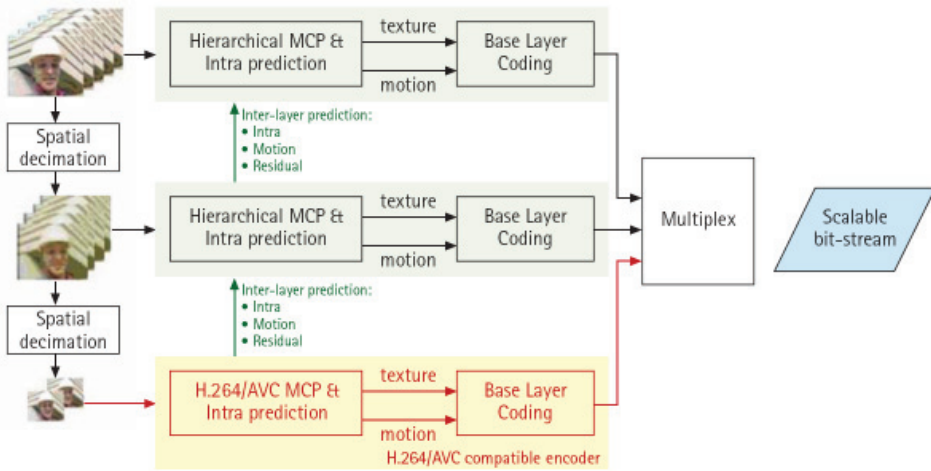 texture
Hierarchical MCP &
Intra prediction
Base Layer
Coding
motion
Inter-layer prediction:
• Intra
• Motion
• Residual
Spatial
decimation
texture
Hierarchical MCP &
Intra prediction
Base Layer
Coding
motion
Multiplex
Scalable
bit-stream
Inter-layer prediction:
• Intra
• Motion
• Residual
Spatial
decimation
texture
H.264/AVC MCP &
Intra prediction
Base Layer
Coding
motion
H.264/AVC compatible encoder